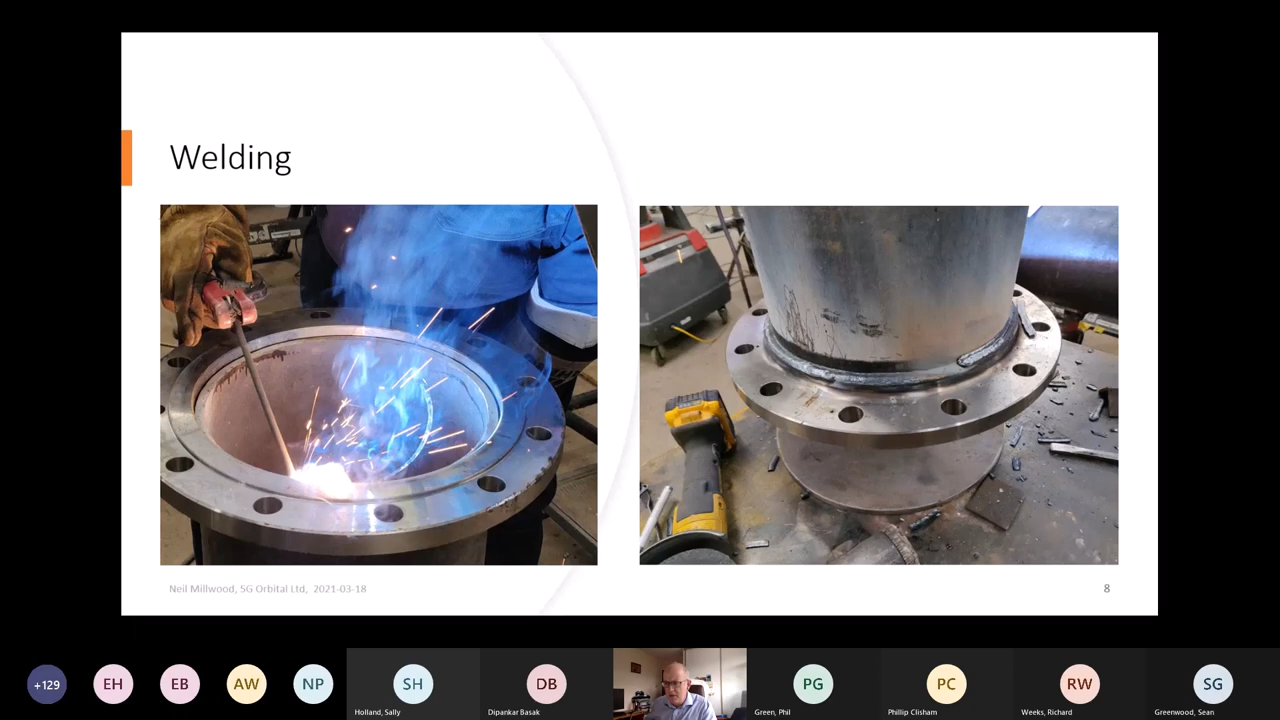 Welding
Neil Millwood, 5G Orbital Ltd, 2021-03-18
8
+129
EH
EB
AW
NP
SH
Holland, Sally
DB
Dipankar Basak
PG
Green, Phil
PC
Phillip Clisham
RW
Weeks, Richard
SG
Greenwood, Sean